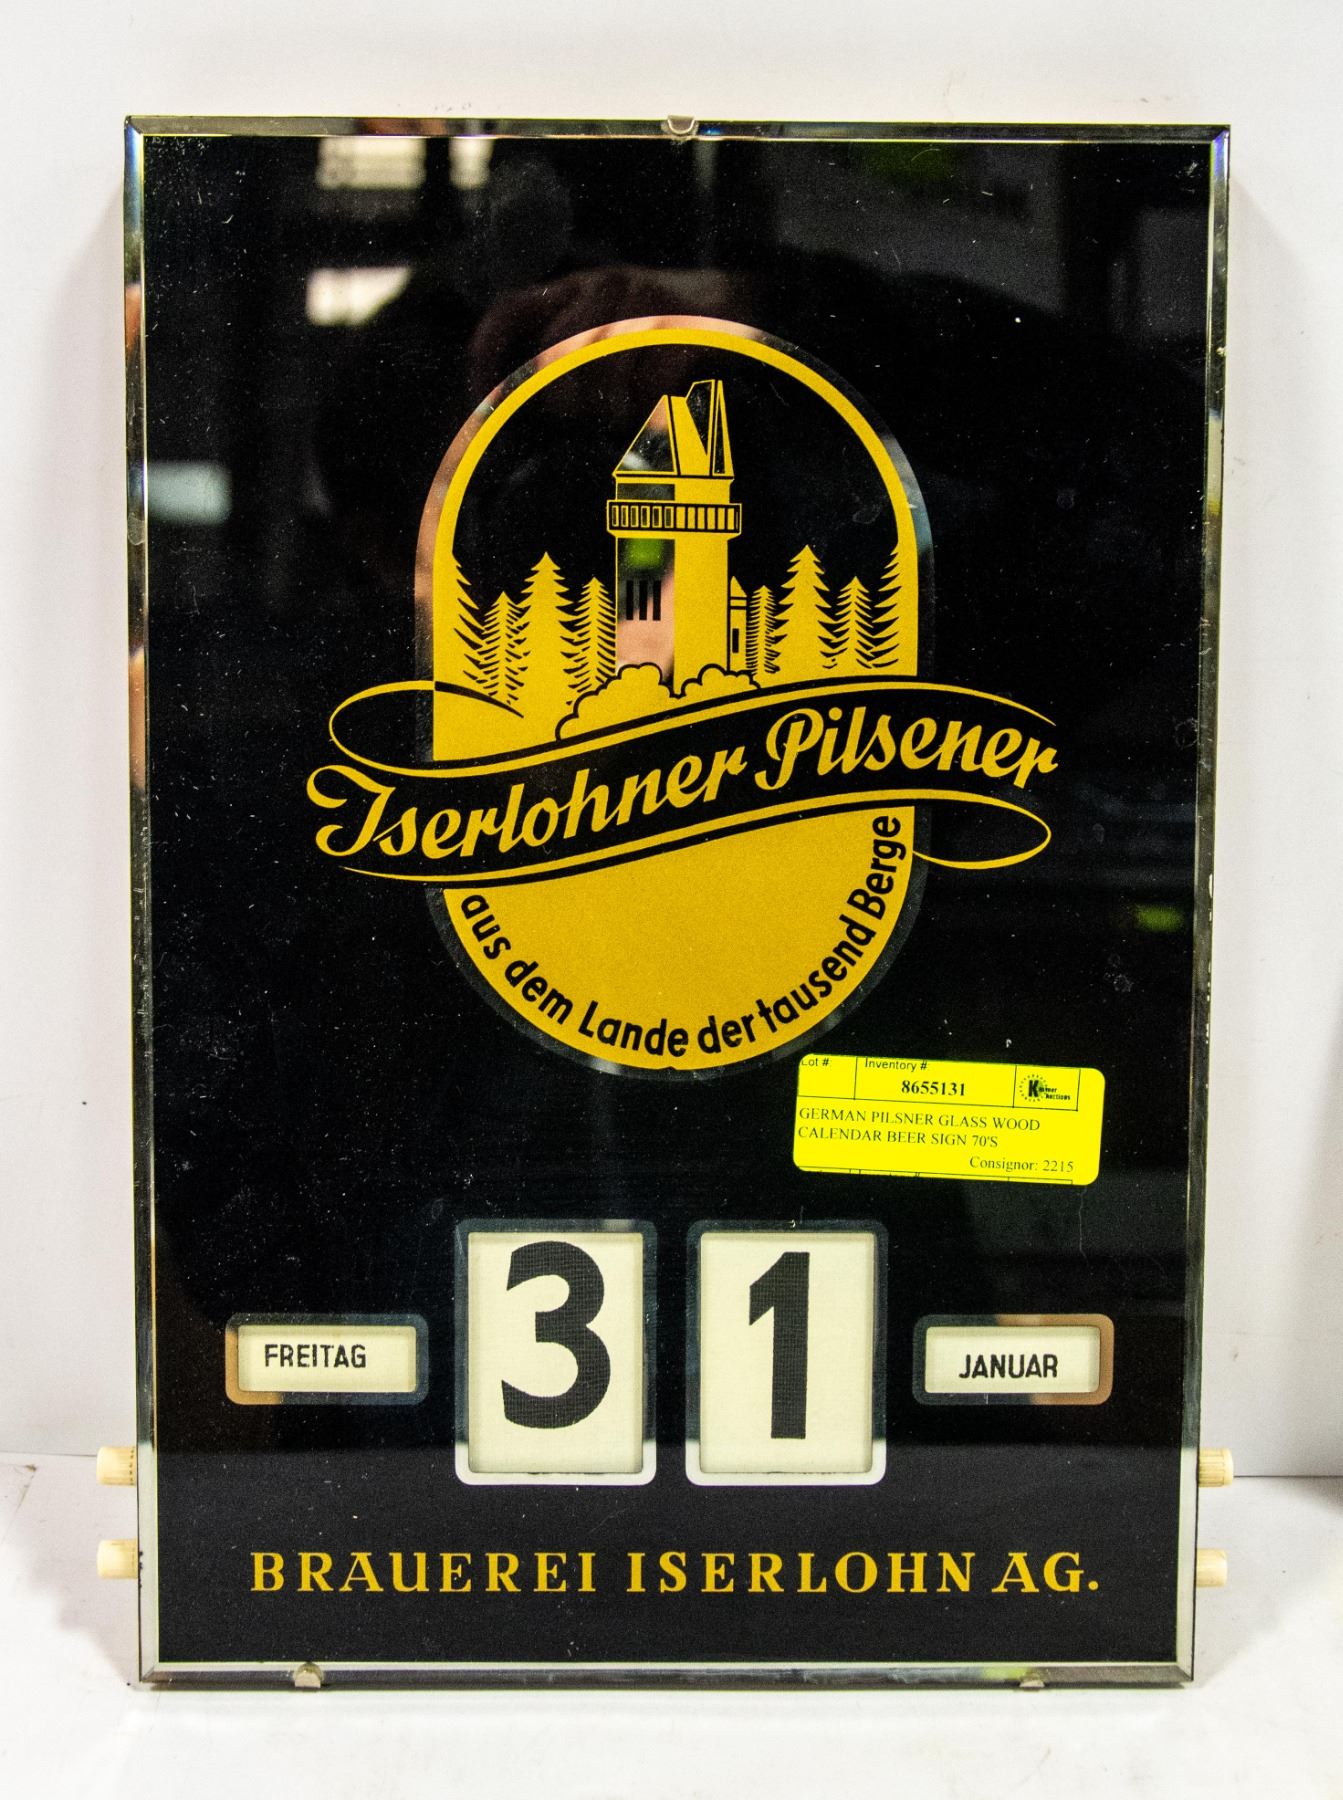 Iserlohner Pilsener
aus dem Lande der tausend Berge
Lot #: Inventory #:
8655131
GERMAN PILSNER GLASS WOOD
CALENDAR BEER SIGN 70'S
Consignor: 2215
FREITAG 31 JANUAR
BRAUEREI ISERLOHN AG.